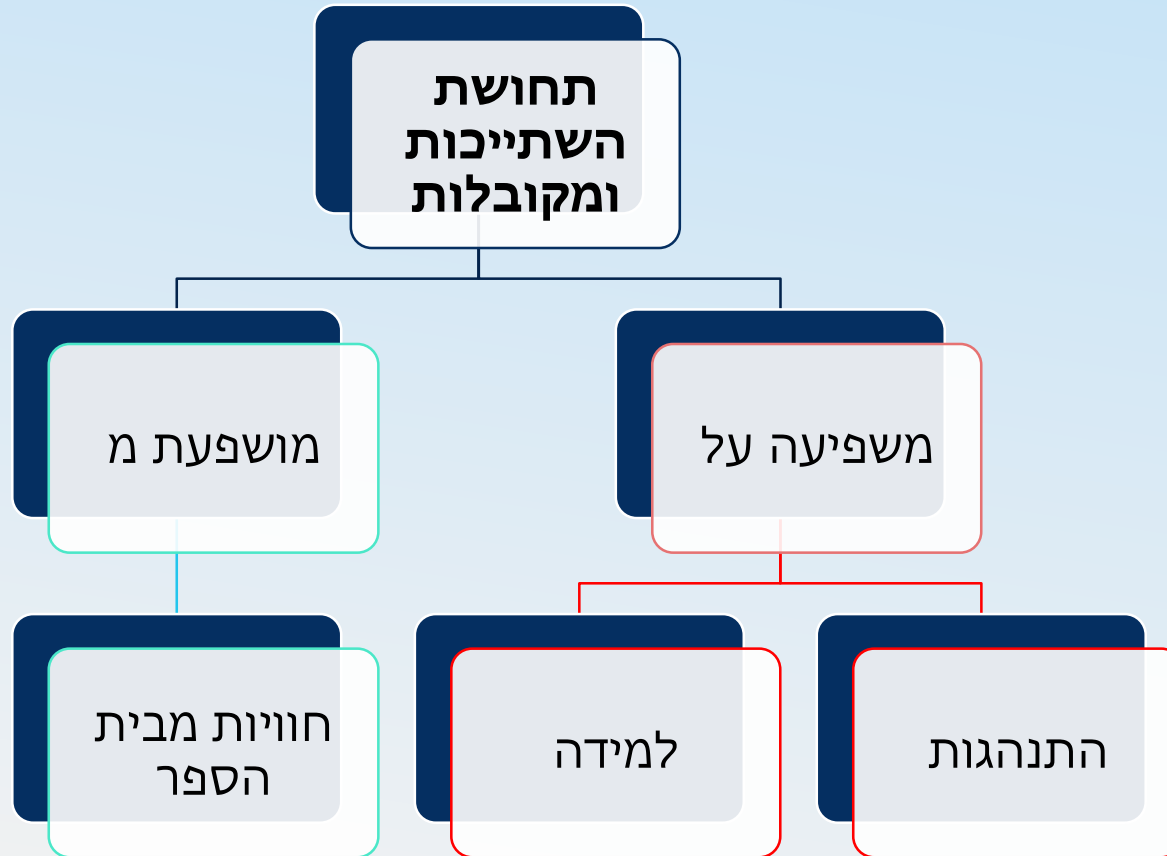 תחושת
השתייכות
ומקובלות
משפיעה על
מושפעת מ
התנהגות
למידה
חוויות מבית
הספר